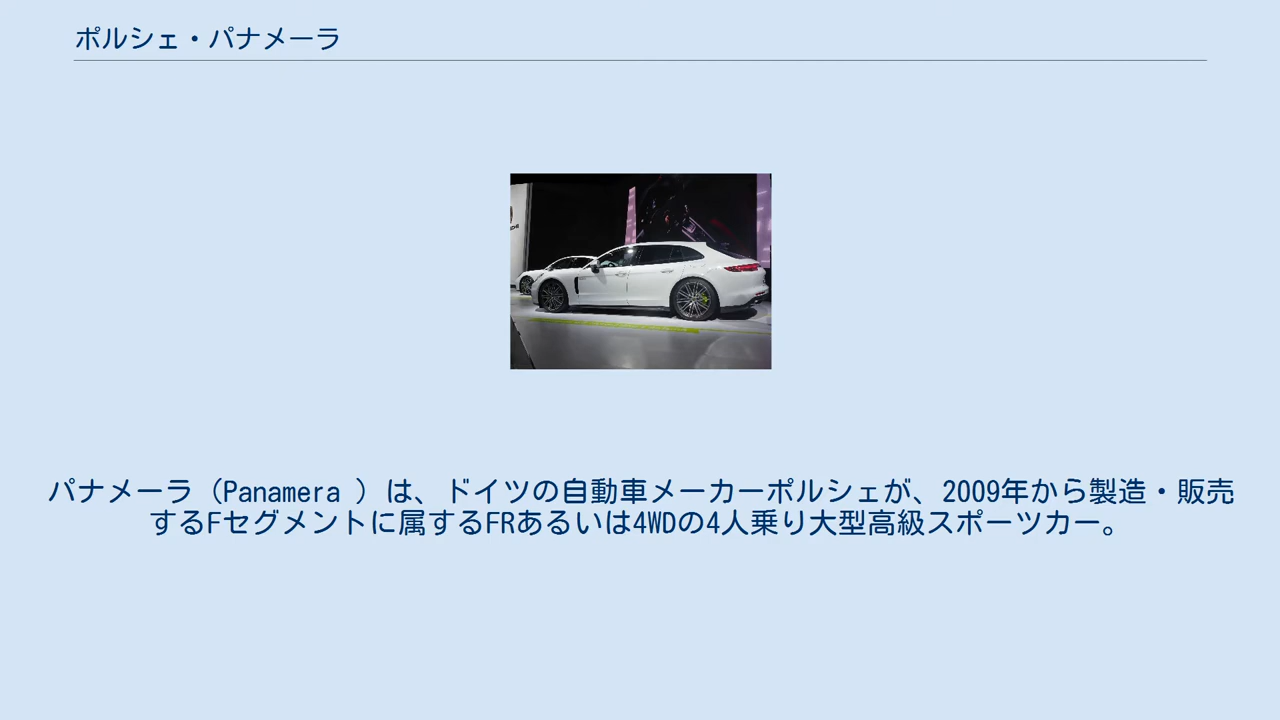 ポルシェ・パナメーラ
パナメーラ（Panamera ）は、ドイツの自動車メーカーポルシェが、2009年から製造・販売
するFセグメントに属するFRあるいは4WDの4人乗り大型高級スポーツカー。